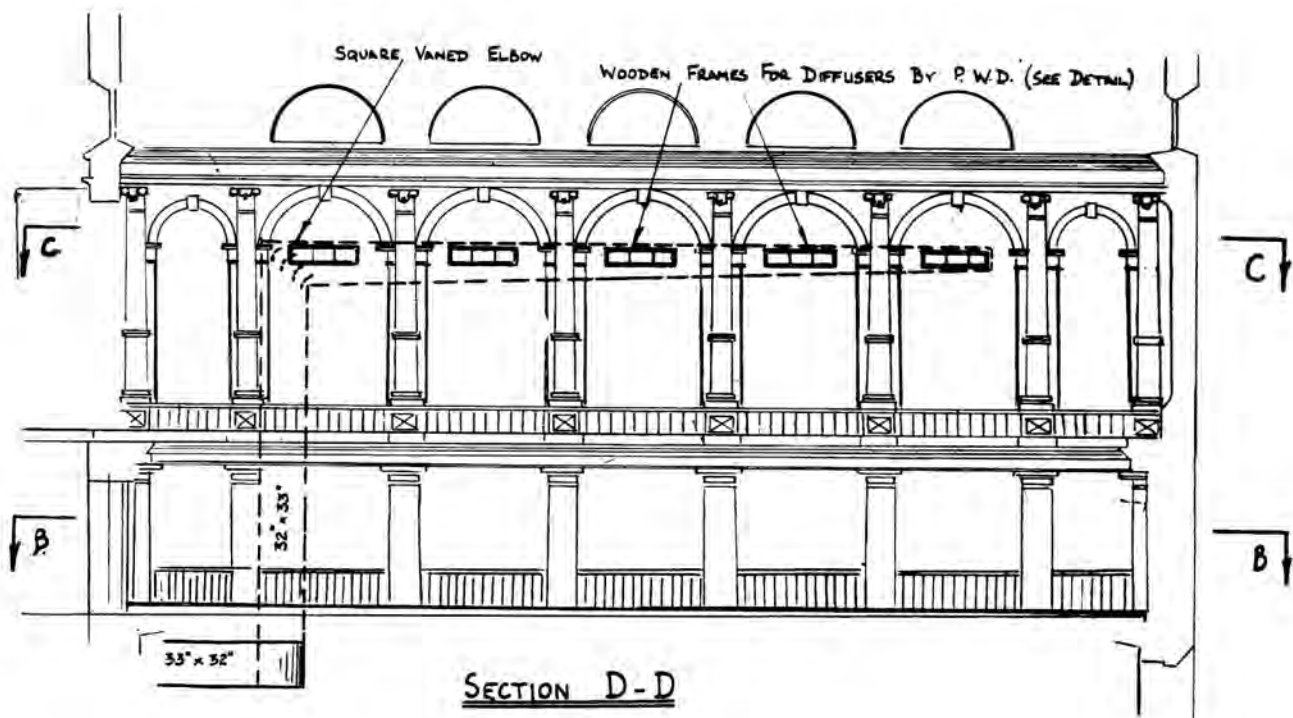 SQUARE VANED ELBOW
WOODEN FRAMES FOR DIFFUSERS BY P.W.D. (SEE DETAIL)
C
C
32" x 33"
B
B
33" x 32"
SECTION D-D